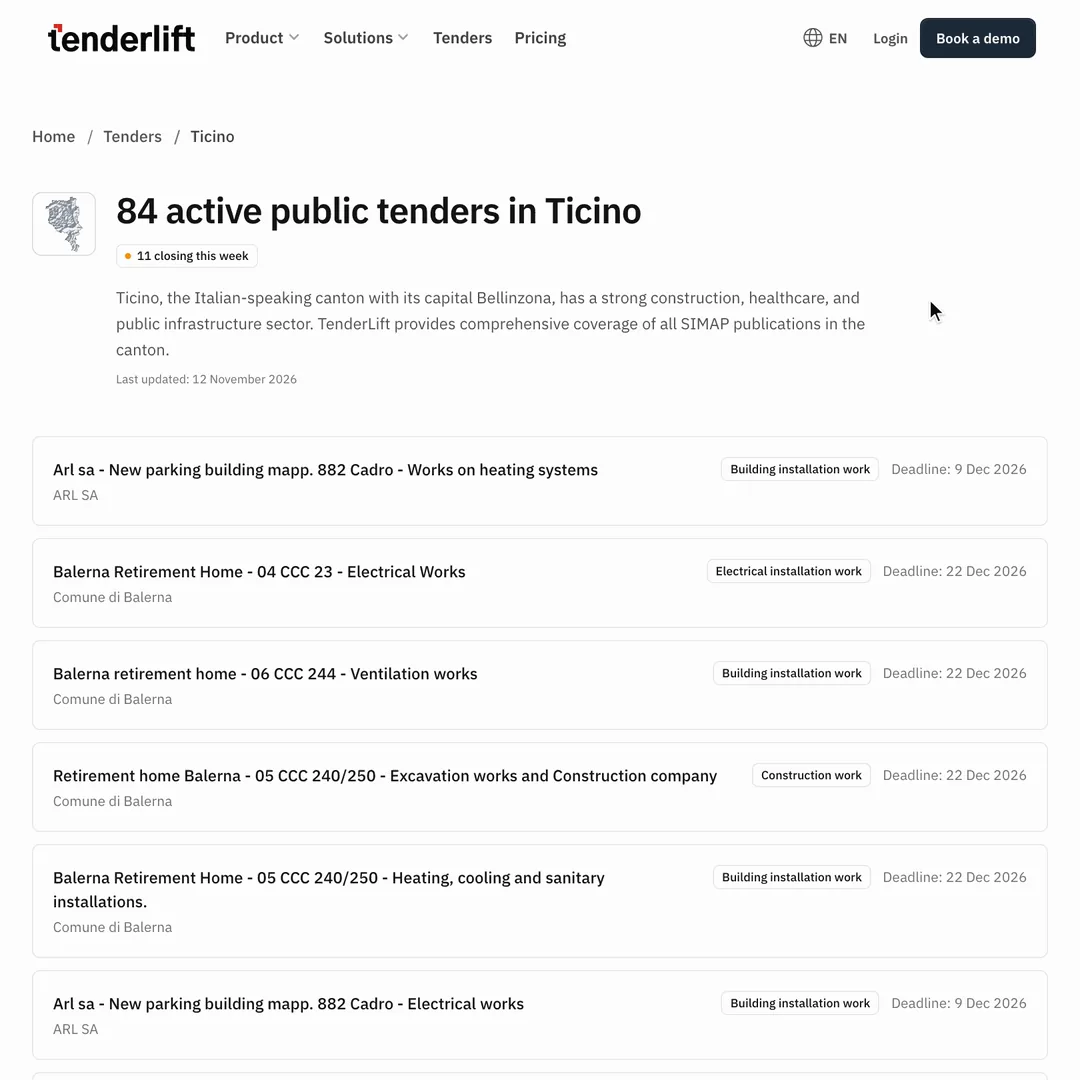 tenderlift Product Solutions Tenders Pricing EN Login Book a demo
Home / Tenders / Ticino
84 active public tenders in Ticino
11 closing this week
Ticino, the Italian-speaking canton with its capital Bellinzona, has a strong construction, healthcare, and
public infrastructure sector. TenderLift provides comprehensive coverage of all SIMAP publications in the
canton.
Last updated: 12 November 2026
Arl sa - New parking building mapp. 882 Cadro - Works on heating systems Building installation work Deadline: 9 Dec 2026
ARL SA
Balerna Retirement Home - 04 CCC 23 - Electrical Works Electrical installation work Deadline: 22 Dec 2026
Comune di Balerna
Balerna retirement home - 06 CCC 244 - Ventilation works Building installation work Deadline: 22 Dec 2026
Comune di Balerna
Retirement home Balerna - 05 CCC 240/250 - Excavation works and Construction company Construction work Deadline: 22 Dec 2026
Comune di Balerna
Balerna Retirement Home - 05 CCC 240/250 - Heating, cooling and sanitary Building installation work Deadline: 22 Dec 2026
installations.
Comune di Balerna
Arl sa - New parking building mapp. 882 Cadro - Electrical works Building installation work Deadline: 9 Dec 2026
ARL SA